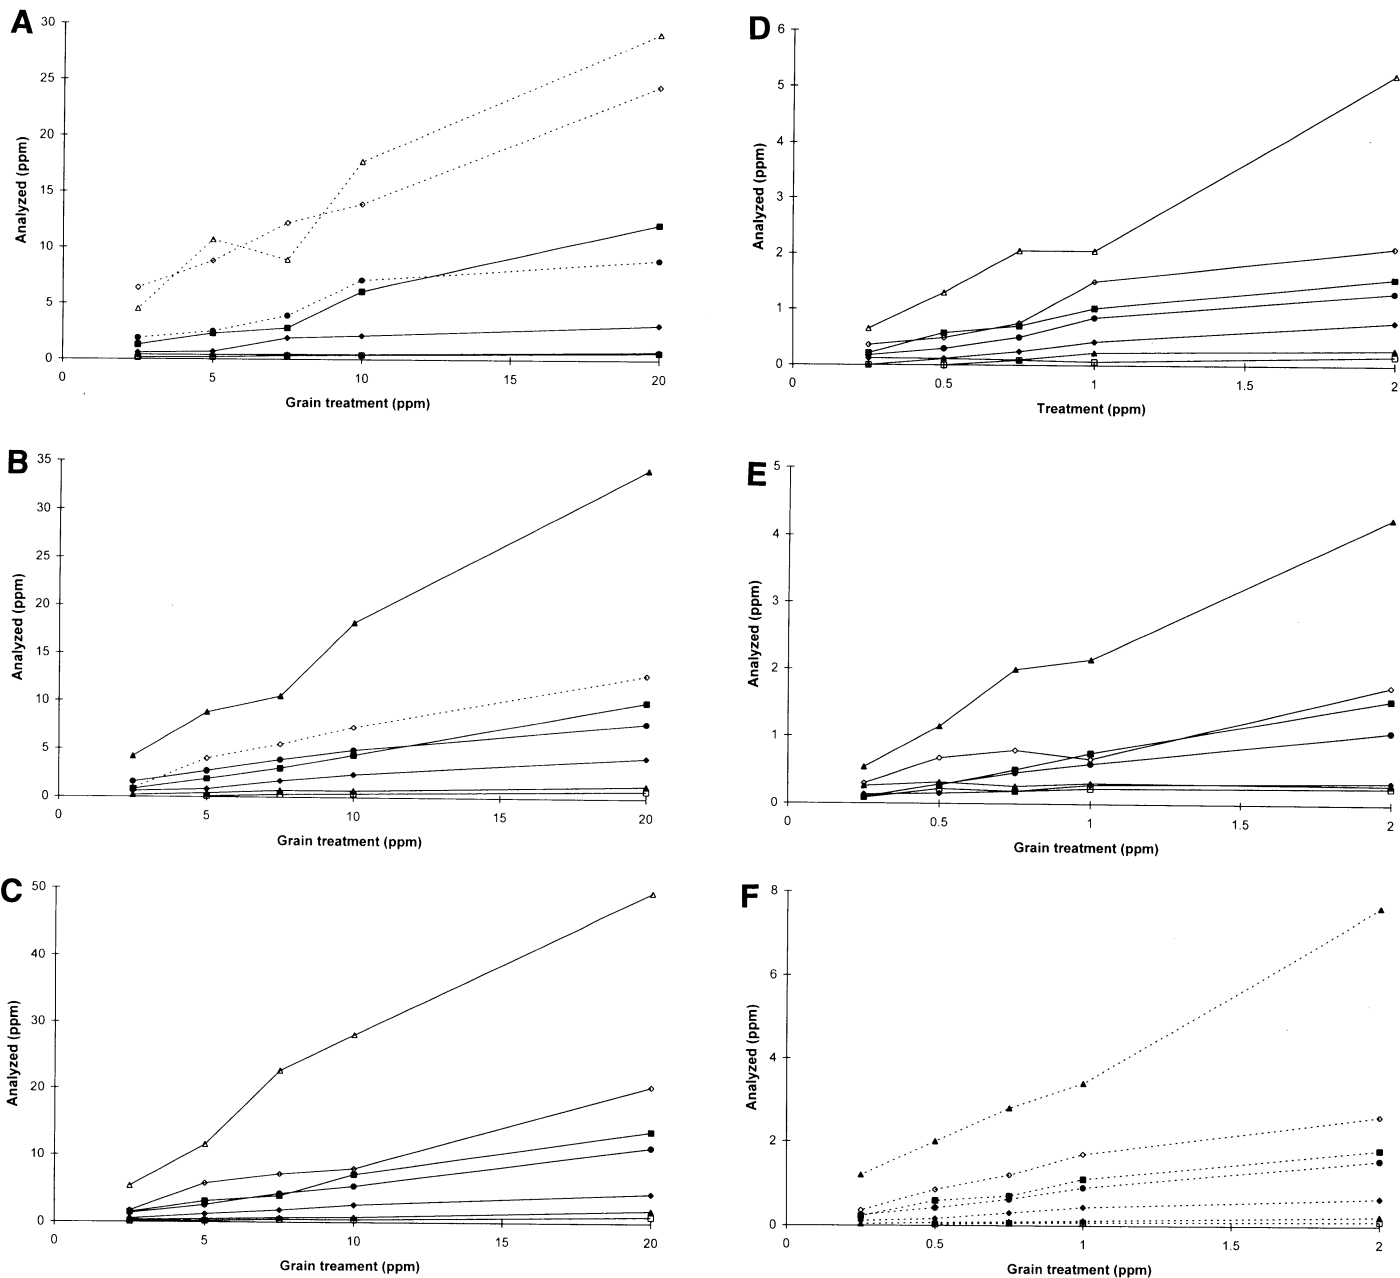 A
30
25
20
15
10
5
0
Analyzed (ppm)
0 5 10 15 20
Grain treatment (ppm)
B
35
30
25
20
15
10
5
0
Analyzed (ppm)
0 5 10 15 20
Grain treatment (ppm)
C
50
40
30
20
10
0
Analyzed (ppm)
0 5 10 15 20
Grain treament (ppm)
D
6
5
4
3
2
1
0
Analyzed (ppm)
0 0.5 1 1.5 2
Treatment (ppm)
E
5
4
3
2
1
0
Analyzed (ppm)
0 0.5 1 1.5 2
Grain treatment (ppm)
F
8
6
4
2
0
Analyzed (ppm)
0 0.5 1 1.5 2
Grain treatment (ppm)